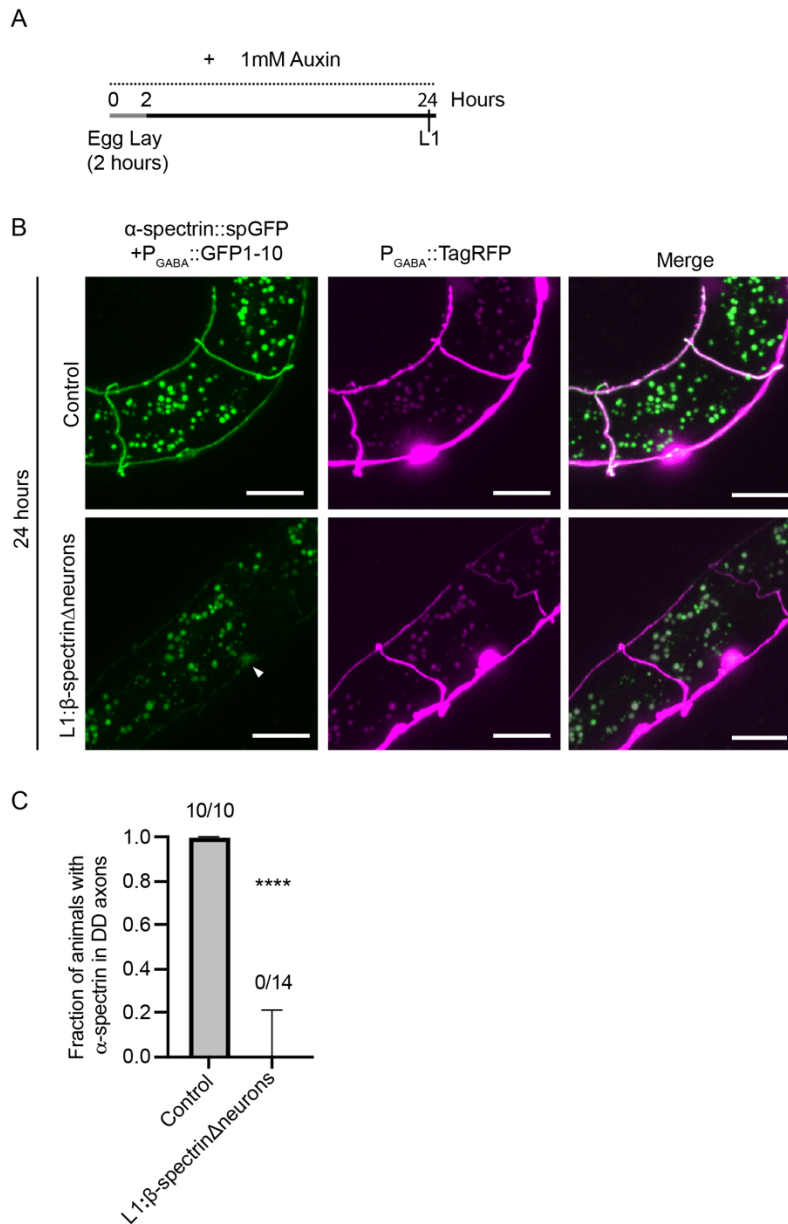 A
+ 1mM Auxin
0 2 24 Hours
Egg Lay L1
(2 hours)
B
α-spectrin::spGFP
+PGABA::GFP1-10
PGABA::TagRFP
Merge
24 hours
Control
L1:β-spectrinΔneurons
C
10/10
1.0
0.8
0.6
0.4
0.2
0.0
****
0/14
Fraction of animals with
α-spectrin in DD axons
Control
L1:β-spectrinΔneurons